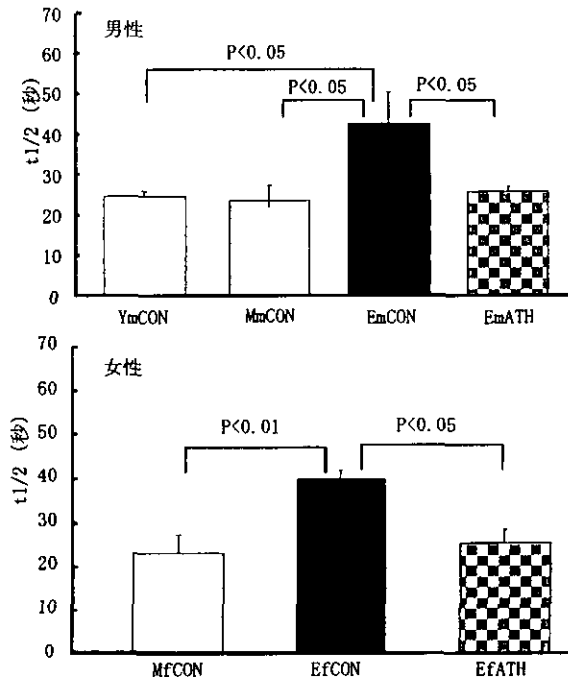 男性
t1/2 (秒)
70
60
50
40
30
20
10
0
P<0.05
P<0.05
P<0.05
YmCON MmCON EmCON EmATH
女性
t1/2 (秒)
70
60
50
40
30
20
10
0
P<0.01
P<0.05
MfCON EfCON EfATH